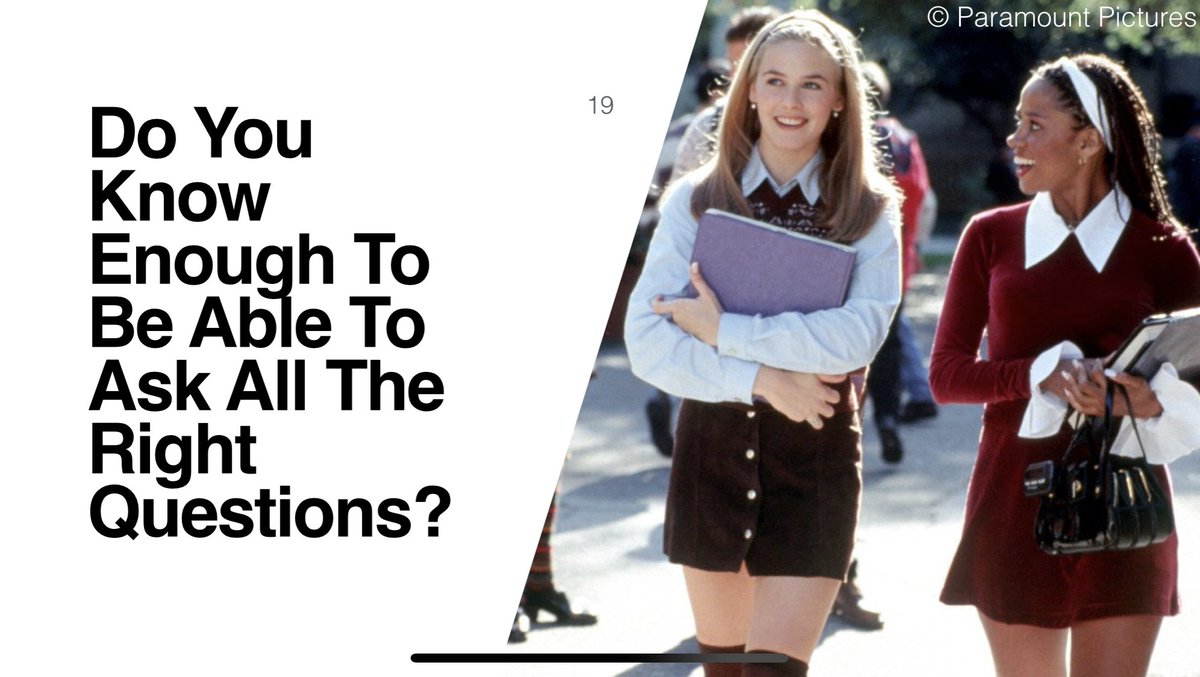 © Paramount Pictures
19
Do You
Know
Enough To
Be Able To
Ask All The
Right
Questions?